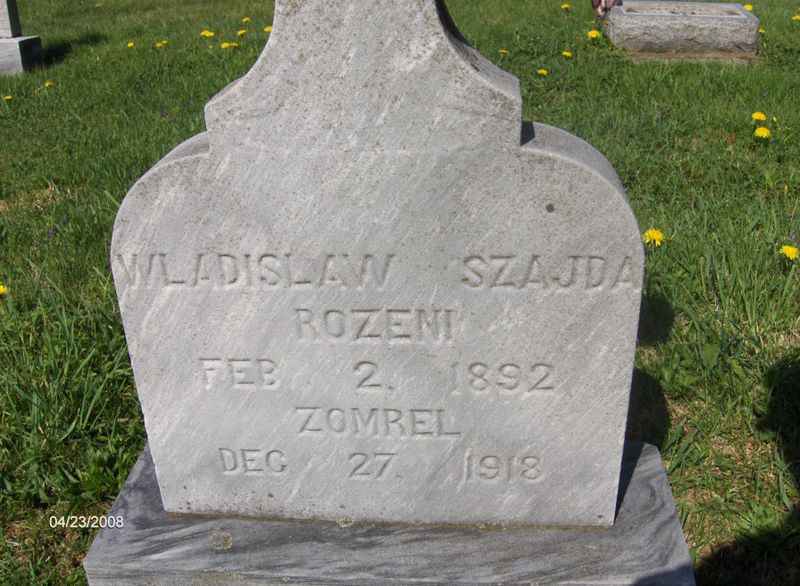 WLADISLAW SZAJDA
ROZENI
FEB 2. 1892
ZOMREL
DEC 27. 1918
04/23/2008